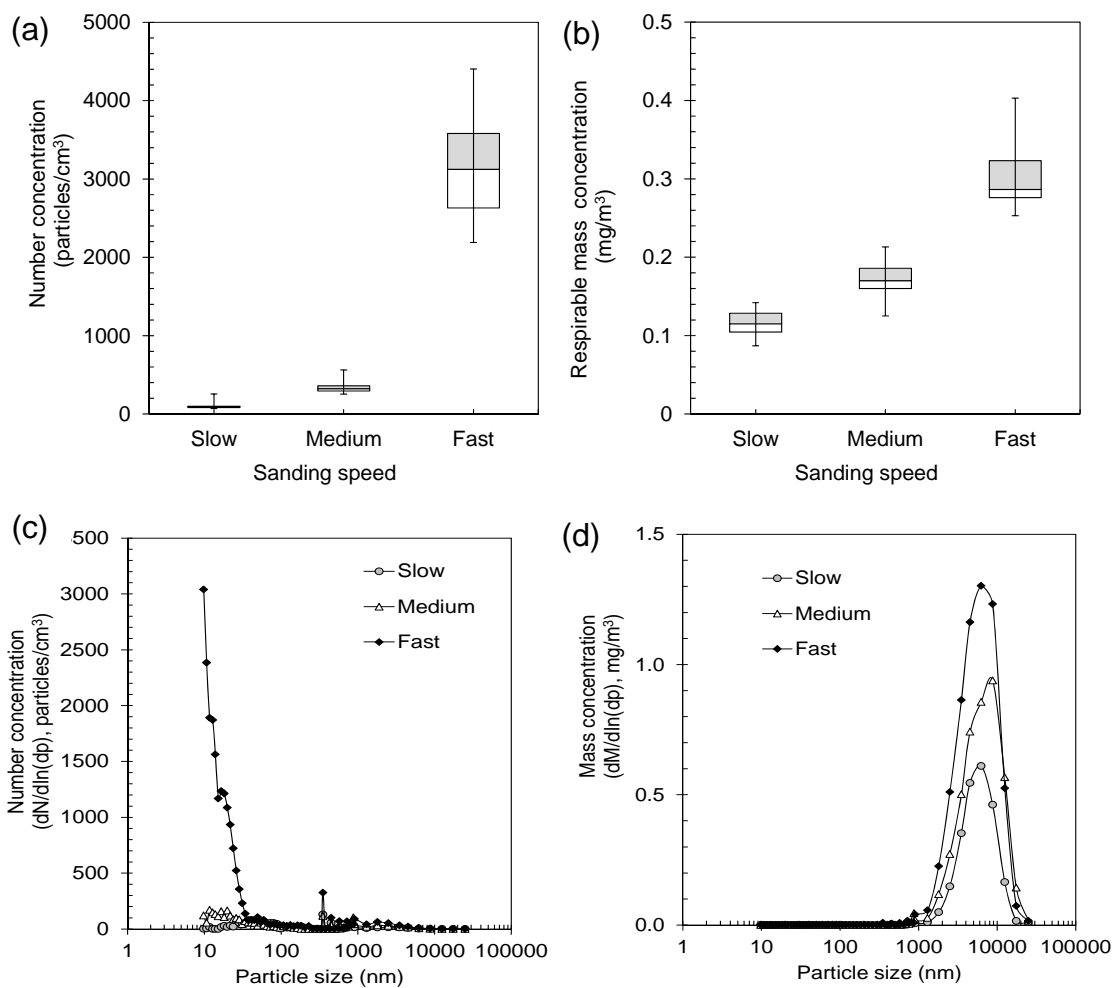 (a)
5000
4000
3000
2000
1000
0
Number concentration
(particles/cm³)
Slow Medium Fast
Sanding speed
(b)
0.5
0.4
0.3
0.2
0.1
0
Respirable mass concentration
(mg/m³)
Slow Medium Fast
Sanding speed
(c)
3500
3000
2500
2000
1500
1000
500
0
Number concentration
(dN/dln(dp), particles/cm³)
Slow
Medium
Fast
1 10 100 1000 10000 100000
Particle size (nm)
(d)
1.5
1.0
0.5
0.0
Mass concentration
(dM/dln(dp), mg/m³)
Slow
Medium
Fast
1 10 100 1000 10000 100000
Particle size (nm)